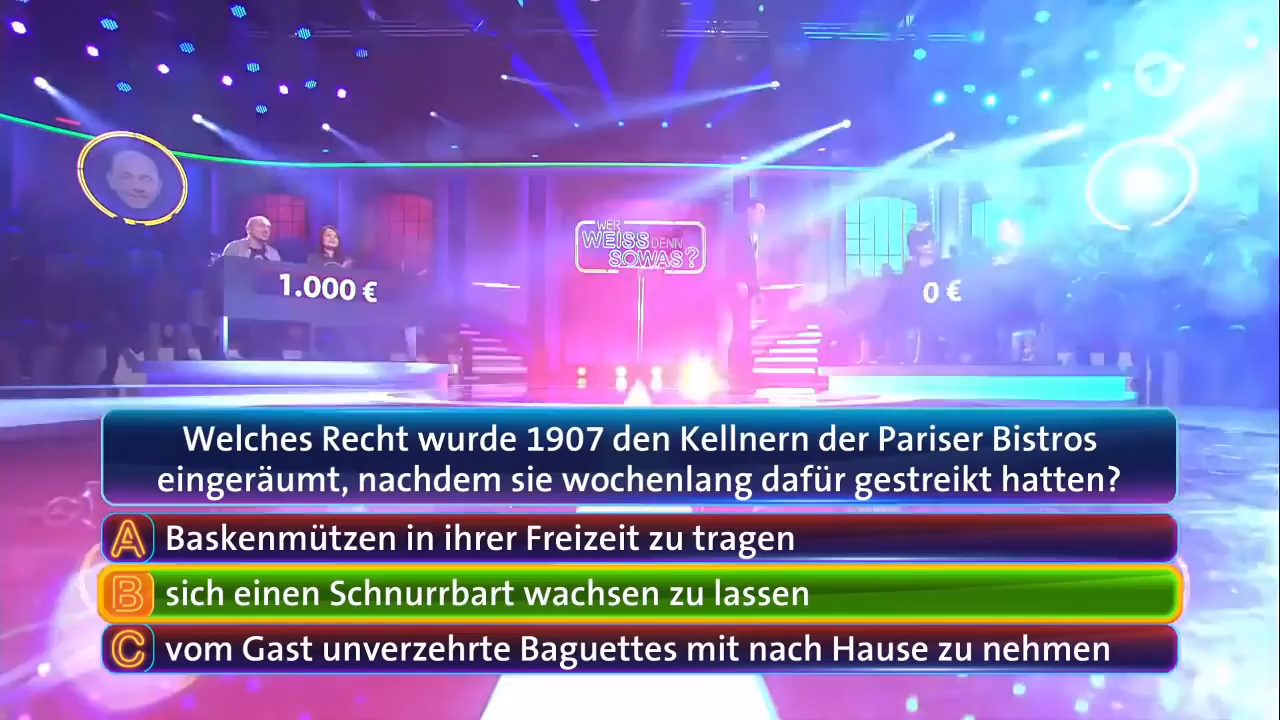 WER
WEISS DENN
SOWAS?
1.000 €
0 €
Welches Recht wurde 1907 den Kellnern der Pariser Bistros
eingeräumt, nachdem sie wochenlang dafür gestreikt hatten?
A Baskenmützen in ihrer Freizeit zu tragen
B sich einen Schnurrbart wachsen zu lassen
C vom Gast unverzehrte Baguettes mit nach Hause zu nehmen